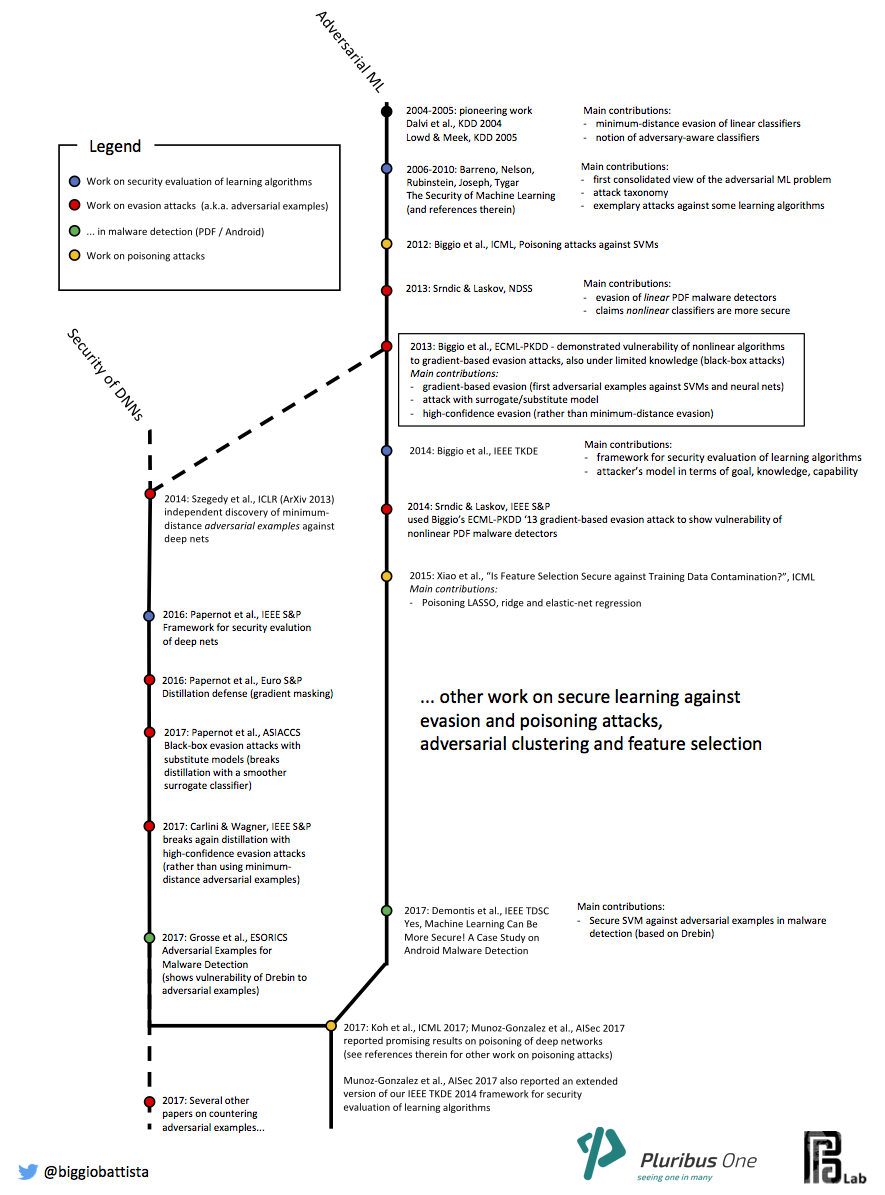 Adversarial ML
2004-2005: pioneering work
Dalvi et al., KDD 2004
Lowd & Meek, KDD 2005
Main contributions:
- minimum-distance evasion of linear classifiers
- notion of adversary-aware classifiers
Legend
Work on security evaluation of learning algorithms
Work on evasion attacks (a.k.a. adversarial examples)
... in malware detection (PDF / Android)
Work on poisoning attacks
2006-2010: Barreno, Nelson,
Rubinstein, Joseph, Tygar
The Security of Machine Learning
(and references therein)
Main contributions:
- first consolidated view of the adversarial ML problem
- attack taxonomy
- exemplary attacks against some learning algorithms
2012: Biggio et al., ICML, Poisoning attacks against SVMs
2013: Srndic & Laskov, NDSS
Main contributions:
- evasion of linear PDF malware detectors
- claims nonlinear classifiers are more secure
2013: Biggio et al., ECML-PKDD - demonstrated vulnerability of nonlinear algorithms
to gradient-based evasion attacks, also under limited knowledge (black-box attacks)
Main contributions:
- gradient-based evasion (first adversarial examples against SVMs and neural nets)
- attack with surrogate/substitute model
- high-confidence evasion (rather than minimum-distance evasion)
Security of DNNs
2014: Biggio et al., IEEE TKDE
Main contributions:
- framework for security evaluation of learning algorithms
- attacker's model in terms of goal, knowledge, capability
2014: Szegedy et al., ICLR (ArXiv 2013)
independent discovery of minimum-
distance adversarial examples against
deep nets
2014: Srndic & Laskov, IEEE S&P
used Biggio's ECML-PKDD '13 gradient-based evasion attack to show vulnerability of
nonlinear PDF malware detectors
2015: Xiao et al., "Is Feature Selection Secure against Training Data Contamination?", ICML
Main contributions:
- Poisoning LASSO, ridge and elastic-net regression
2016: Papernot et al., IEEE S&P
Framework for security evalution
of deep nets
2016: Papernot et al., Euro S&P
Distillation defense (gradient masking)
... other work on secure learning against
evasion and poisoning attacks,
adversarial clustering and feature selection
2017: Papernot et al., ASIACCS
Black-box evasion attacks with
substitute models (breaks
distillation with a smoother
surrogate classifier)
2017: Carlini & Wagner, IEEE S&P
breaks again distillation with
high-confidence evasion attacks
(rather than using minimum-
distance adversarial examples)
2017: Demontis et al., IEEE TDSC
Yes, Machine Learning Can Be
More Secure! A Case Study on
Android Malware Detection
Main contributions:
- Secure SVM against adversarial examples in malware
detection (based on Drebin)
2017: Grosse et al., ESORICS
Adversarial Examples for
Malware Detection
(shows vulnerability of Drebin to
adversarial examples)
2017: Koh et al., ICML 2017; Munoz-Gonzalez et al., AISec 2017
reported promising results on poisoning of deep networks
(see references therein for other work on poisoning attacks)
Munoz-Gonzalez et al., AISec 2017 also reported an extended
version of our IEEE TKDE 2014 framework for security
evaluation of learning algorithms
2017: Several other
papers on countering
adversarial examples...
@biggiobattista
Pluribus One
seeing one in many
Lab